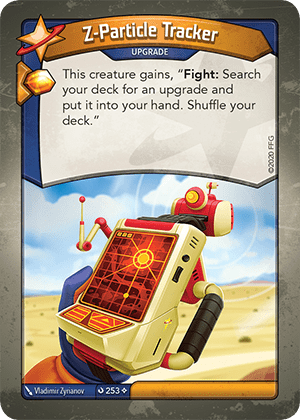 Z-Particle Tracker
UPGRADE
This creature gains, “Fight: Search
your deck for an upgrade and
put it into your hand. Shuffle your
deck.”
©2020 FFG
Vladimir Zyrianov
253